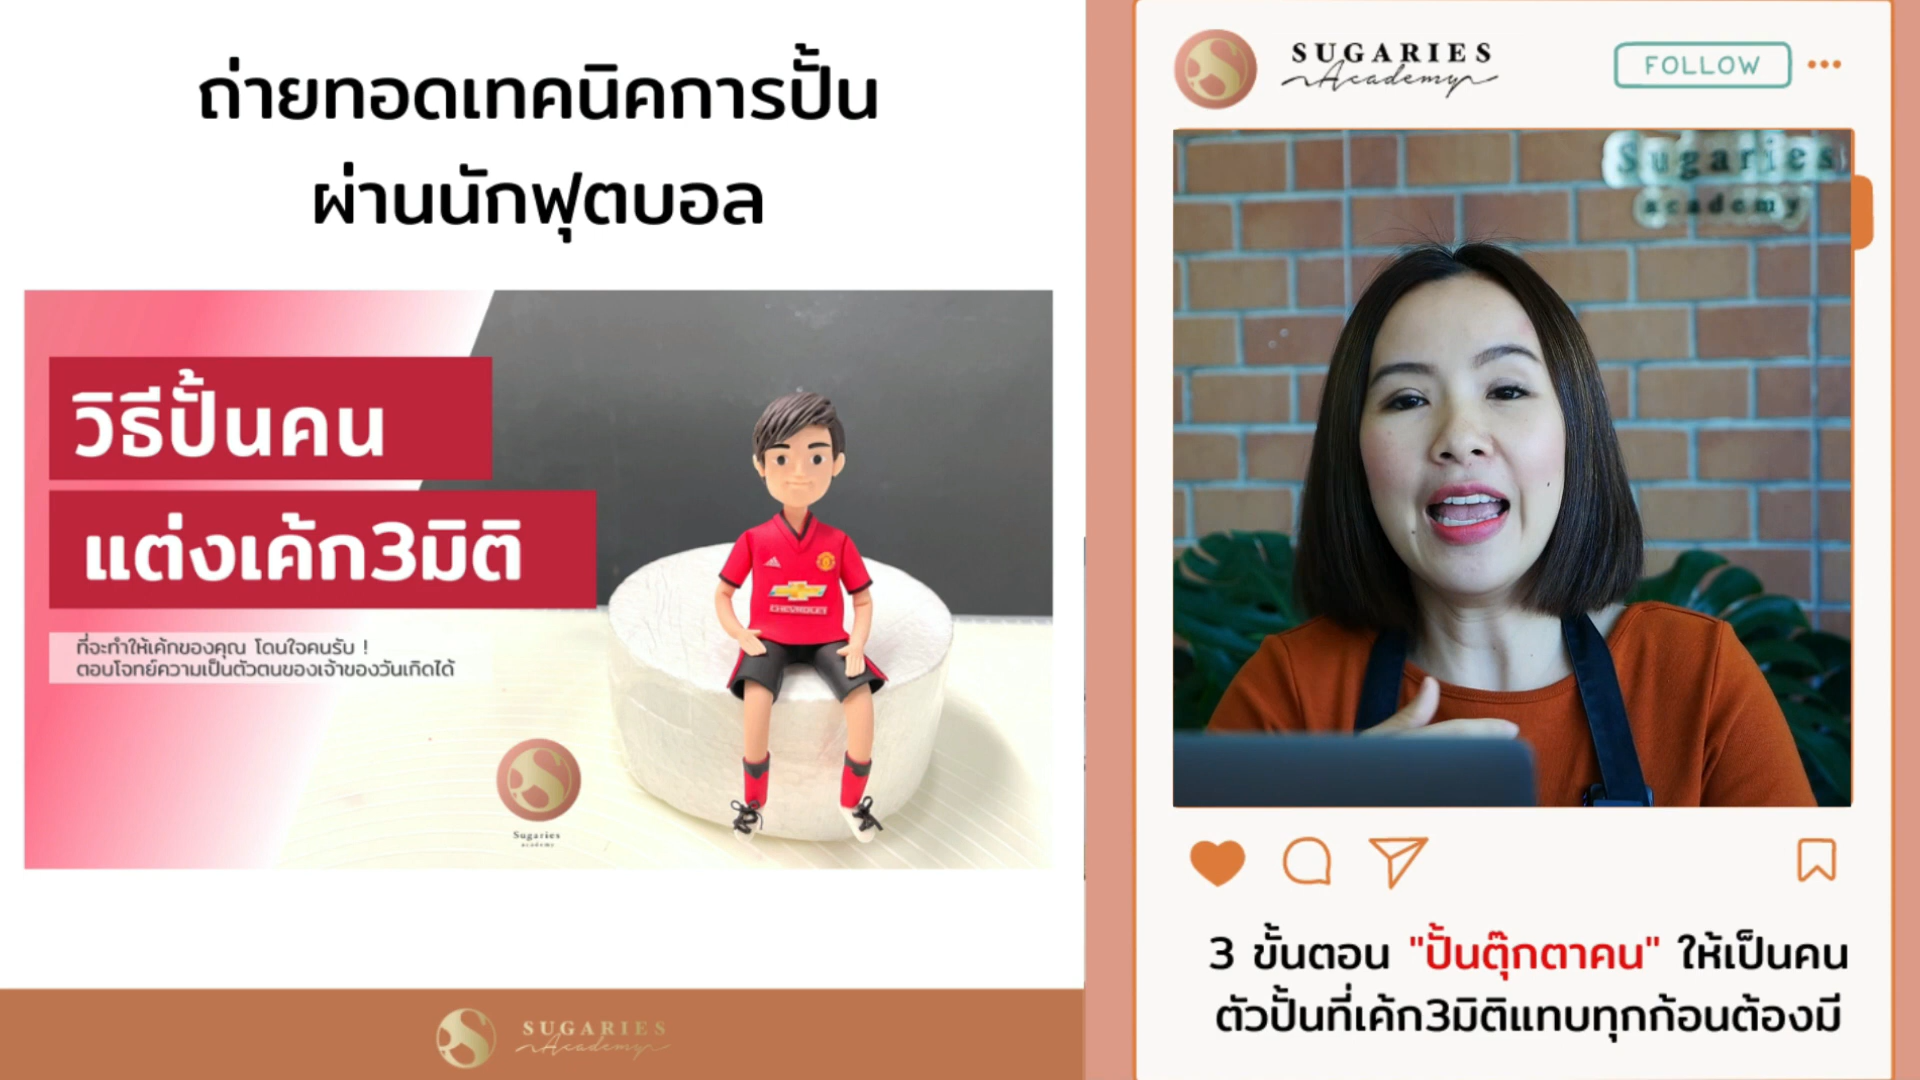 ถ่ายทอดเทคนิคการปั้น
ผ่านนักฟุตบอล
วิธีปั้นคน
แต่งเค้ก3มิติ
ที่จะทำให้เค้กของคุณ โดนใจคนรับ !
ตอบโจทย์ความเป็นตัวตนของเจ้าของวันเกิดได้
CHEVROLET
Sugaries
academy
SUGARIES
Academy
SUGARIES
Academy
FOLLOW
Sugaries
academy
3 ขั้นตอน "ปั้นตุ๊กตาคน" ให้เป็นคน
ตัวปั้นที่เค้ก3มิติแทบทุกก้อนต้องมี